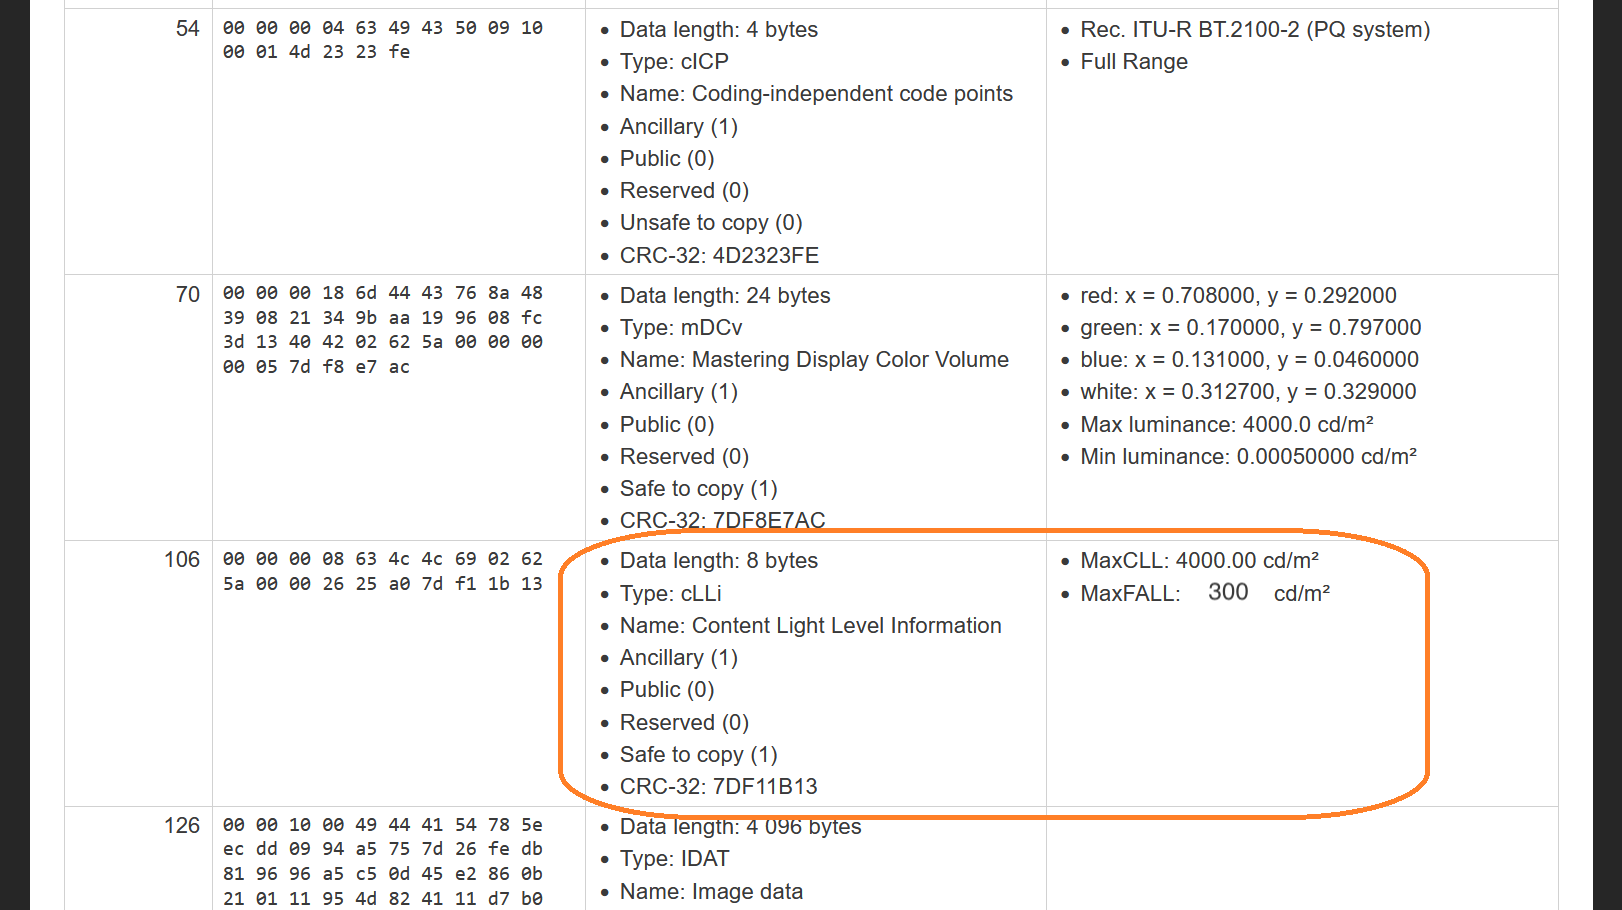 54
00 00 00 04 63 49 43 50 09 10
00 01 4d 23 23 fe
• Data length: 4 bytes
• Type: cICP
• Name: Coding-independent code points
• Ancillary (1)
• Public (0)
• Reserved (0)
• Unsafe to copy (0)
• CRC-32: 4D2323FE
• Rec. ITU-R BT.2100-2 (PQ system)
• Full Range
70
00 00 00 18 6d 44 43 76 8a 48
39 08 21 34 9b aa 19 96 08 fc
3d 13 40 42 02 62 5a 00 00 00
00 05 7d f8 e7 ac
• Data length: 24 bytes
• Type: mDCv
• Name: Mastering Display Color Volume
• Ancillary (1)
• Public (0)
• Reserved (0)
• Safe to copy (1)
• CRC-32: 7DF8E7AC
• red: x = 0.708000, y = 0.292000
• green: x = 0.170000, y = 0.797000
• blue: x = 0.131000, y = 0.0460000
• white: x = 0.312700, y = 0.329000
• Max luminance: 4000.0 cd/m²
• Min luminance: 0.00050000 cd/m²
106
00 00 00 08 63 4c 4c 69 02 62
5a 00 00 26 25 a0 7d f1 1b 13
• Data length: 8 bytes
• Type: cLLi
• Name: Content Light Level Information
• Ancillary (1)
• Public (0)
• Reserved (0)
• Safe to copy (1)
• CRC-32: 7DF11B13
• MaxCLL: 4000.00 cd/m²
• MaxFALL: 300 cd/m²
126
00 00 10 00 49 44 41 54 78 5e
ec dd 09 94 a5 75 7d 26 fe db
81 96 96 a5 c5 0d 45 e2 86 0b
21 01 11 95 4d 82 41 11 d7 b0
• Data length: 4 096 bytes
• Type: IDAT
• Name: Image data